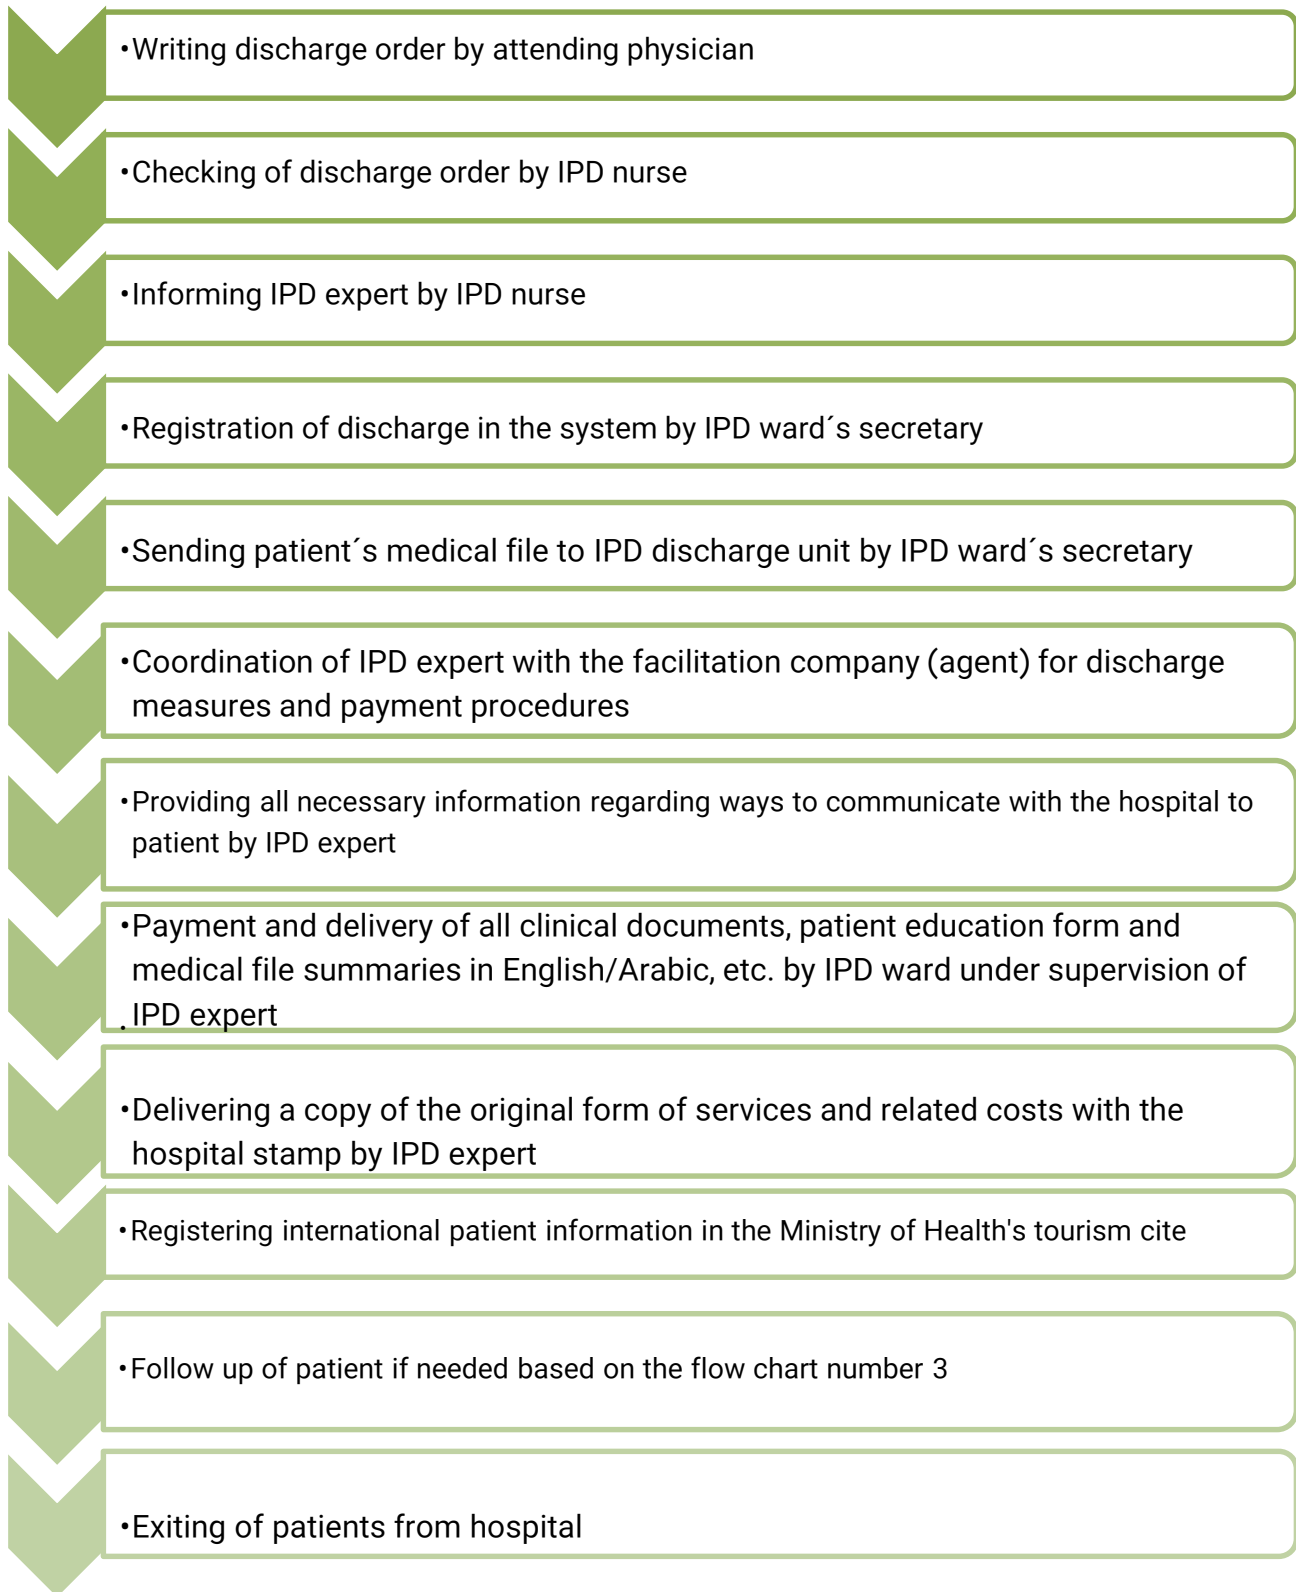 •Writing discharge order by attending physician
•Checking of discharge order by IPD nurse
•Informing IPD expert by IPD nurse
•Registration of discharge in the system by IPD ward´s secretary
•Sending patient´s medical file to IPD discharge unit by IPD ward´s secretary
•Coordination of IPD expert with the facilitation company (agent) for discharge
measures and payment procedures
•Providing all necessary information regarding ways to communicate with the hospital to
patient by IPD expert
•Payment and delivery of all clinical documents, patient education form and
medical file summaries in English/Arabic, etc. by IPD ward under supervision of
IPD expert
•
•Delivering a copy of the original form of services and related costs with the
hospital stamp by IPD expert
•Registering international patient information in the Ministry of Health's tourism cite
•Follow up of patient if needed based on the flow chart number 3
•Exiting of patients from hospital